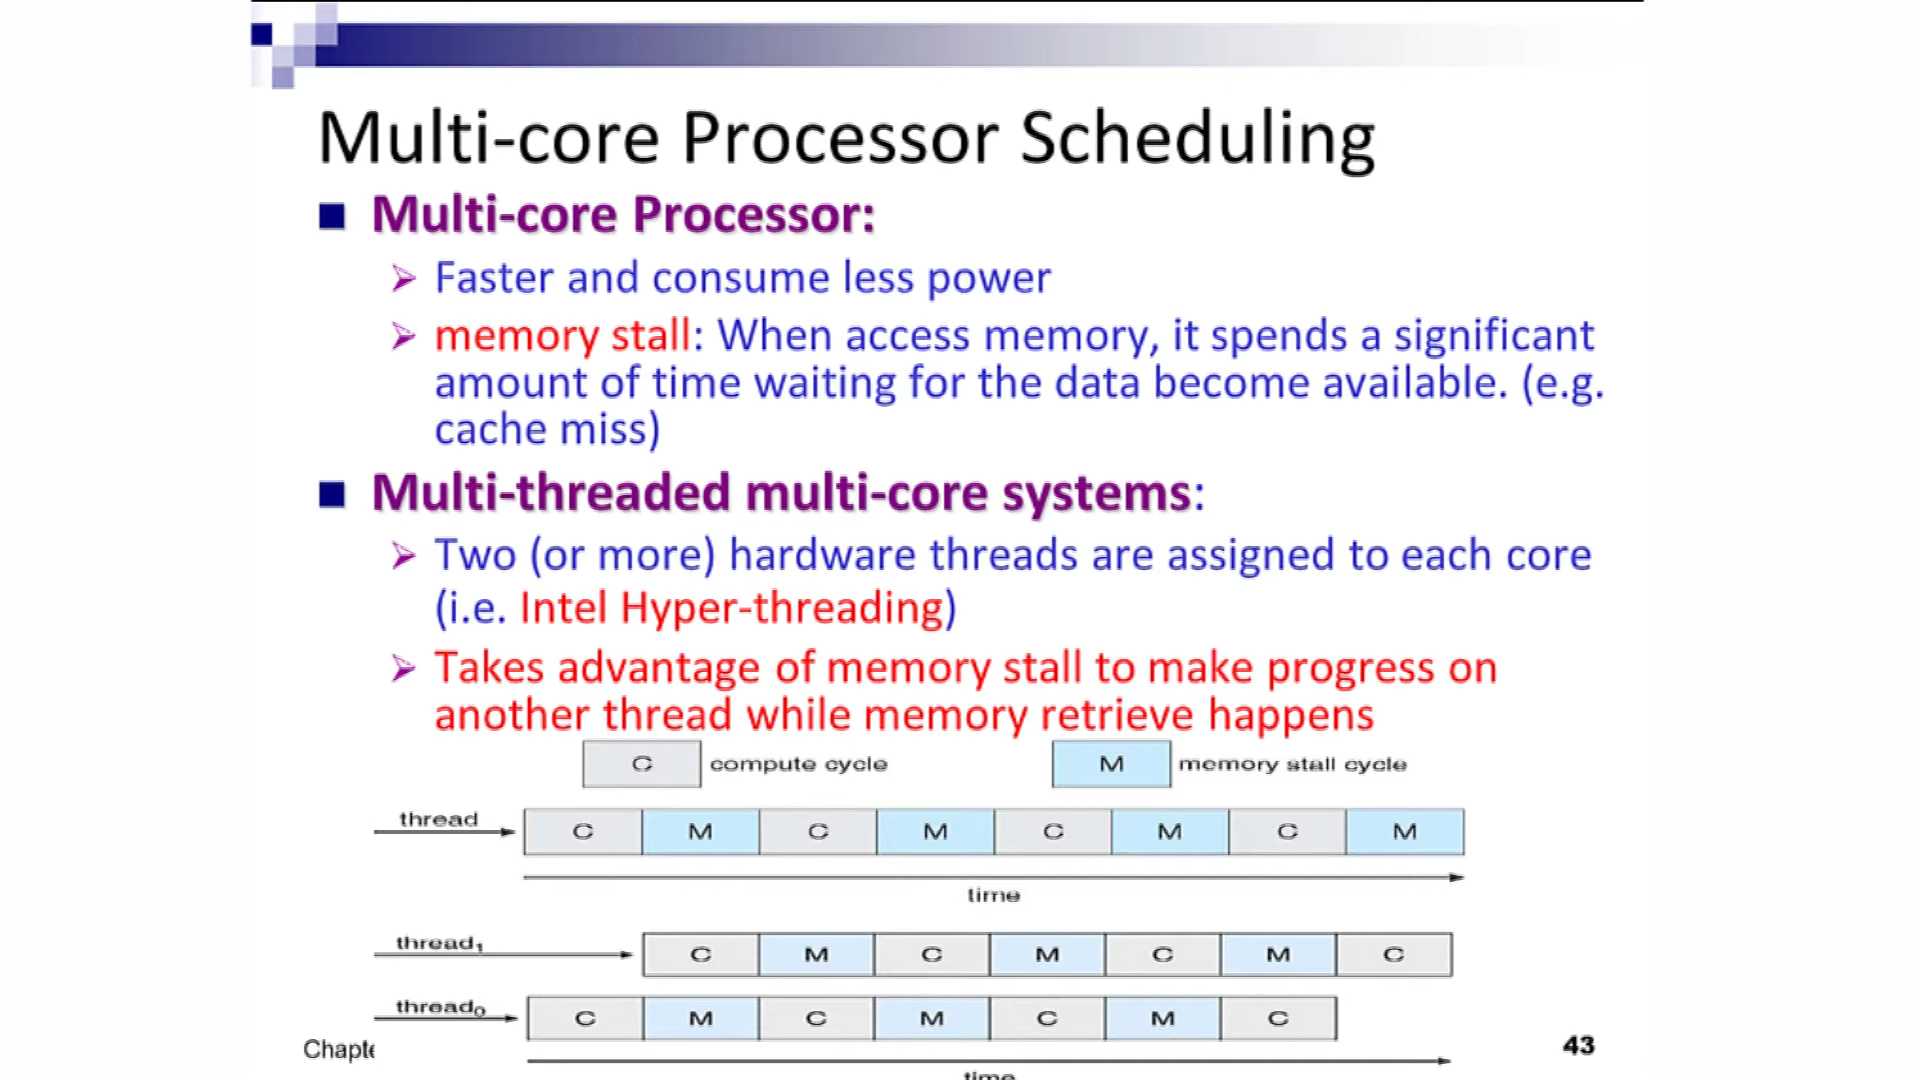 Multi-core Processor Scheduling
Multi-core Processor:
Faster and consume less power
memory stall: When access memory, it spends a significant
amount of time waiting for the data become available. (e.g.
cache miss)
Multi-threaded multi-core systems:
Two (or more) hardware threads are assigned to each core
(i.e. Intel Hyper-threading)
Takes advantage of memory stall to make progress on
another thread while memory retrieve happens
C compute cycle M memory stall cycle
thread C M C M C M C M
time
thread₁ C M C M C M C
thread₀ C M C M C M C
Chapte 43
time